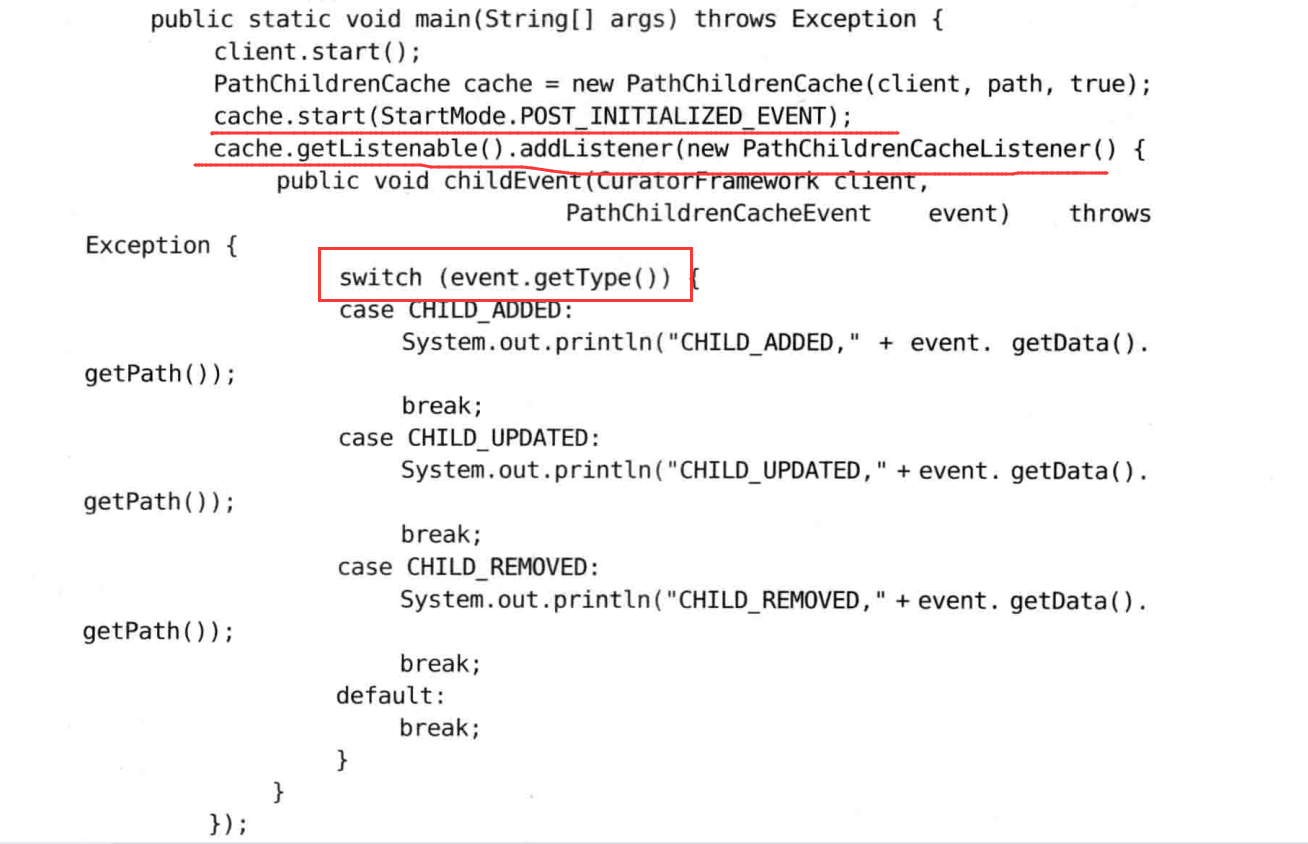 public static void main(String[] args) throws Exception {
client.start();
PathChildrenCache cache = new PathChildrenCache(client, path, true);
cache.start(StartMode.POST_INITIALIZED_EVENT);
cache.getListenable().addListener(new PathChildrenCacheListener() {
public void childEvent(CuratorFramework client,
PathChildrenCacheEvent event) throws
Exception {
switch (event.getType()) {
case CHILD_ADDED:
System.out.println("CHILD_ADDED," + event. getData().
getPath());
break;
case CHILD_UPDATED:
System.out.println("CHILD_UPDATED," + event. getData().
getPath());
break;
case CHILD_REMOVED:
System.out.println("CHILD_REMOVED," + event. getData().
getPath());
break;
default:
break;
}
}
});